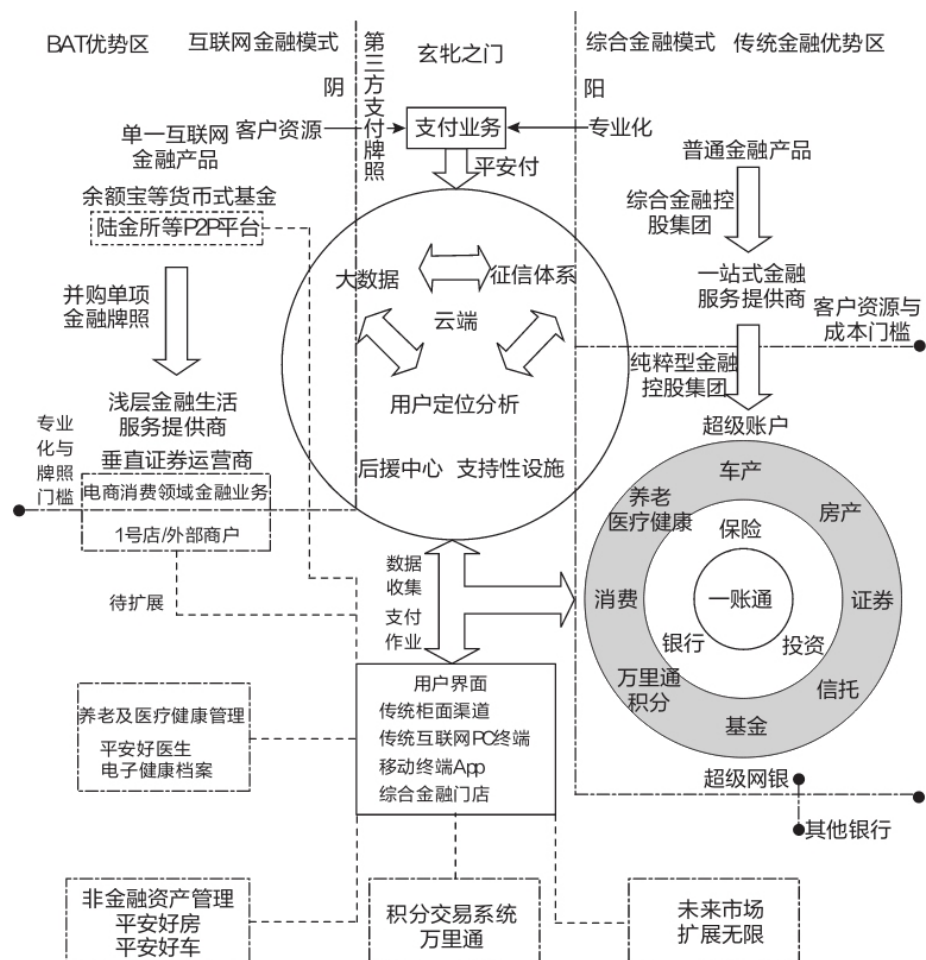 BAT优势区
互联网金融模式
阴
第三方支付牌照
玄牝之门
综合金融模式
传统金融优势区
阳
单一互联网
金融产品
客户资源
支付业务
专业化
平安付
普通金融产品
余额宝等货币式基金
陆金所等P2P平台
综合金融控
股集团
大数据
征信体系
云端
一站式金融
服务提供商
并购单项
金融牌照
客户资源与
成本门槛
纯粹型金融
控股集团
用户定位分析
浅层金融生活
服务提供商
垂直证券运营商
超级账户
专业
化与
牌照
门槛
后援中心
支持性设施
电商消费领域金融业务
1号店/外部商户
待扩展
数据
收集
支付
作业
车产
养老
医疗健康
房产
保险
消费
一账通
证券
银行
投资
万里通
积分
信托
基金
超级网银
其他银行
用户界面
传统柜面渠道
传统互联网PC终端
移动终端App
综合金融门店
养老及医疗健康管理
平安好医生
电子健康档案
非金融资产管理
平安好房
平安好车
积分交易系统
万里通
未来市场
扩展无限